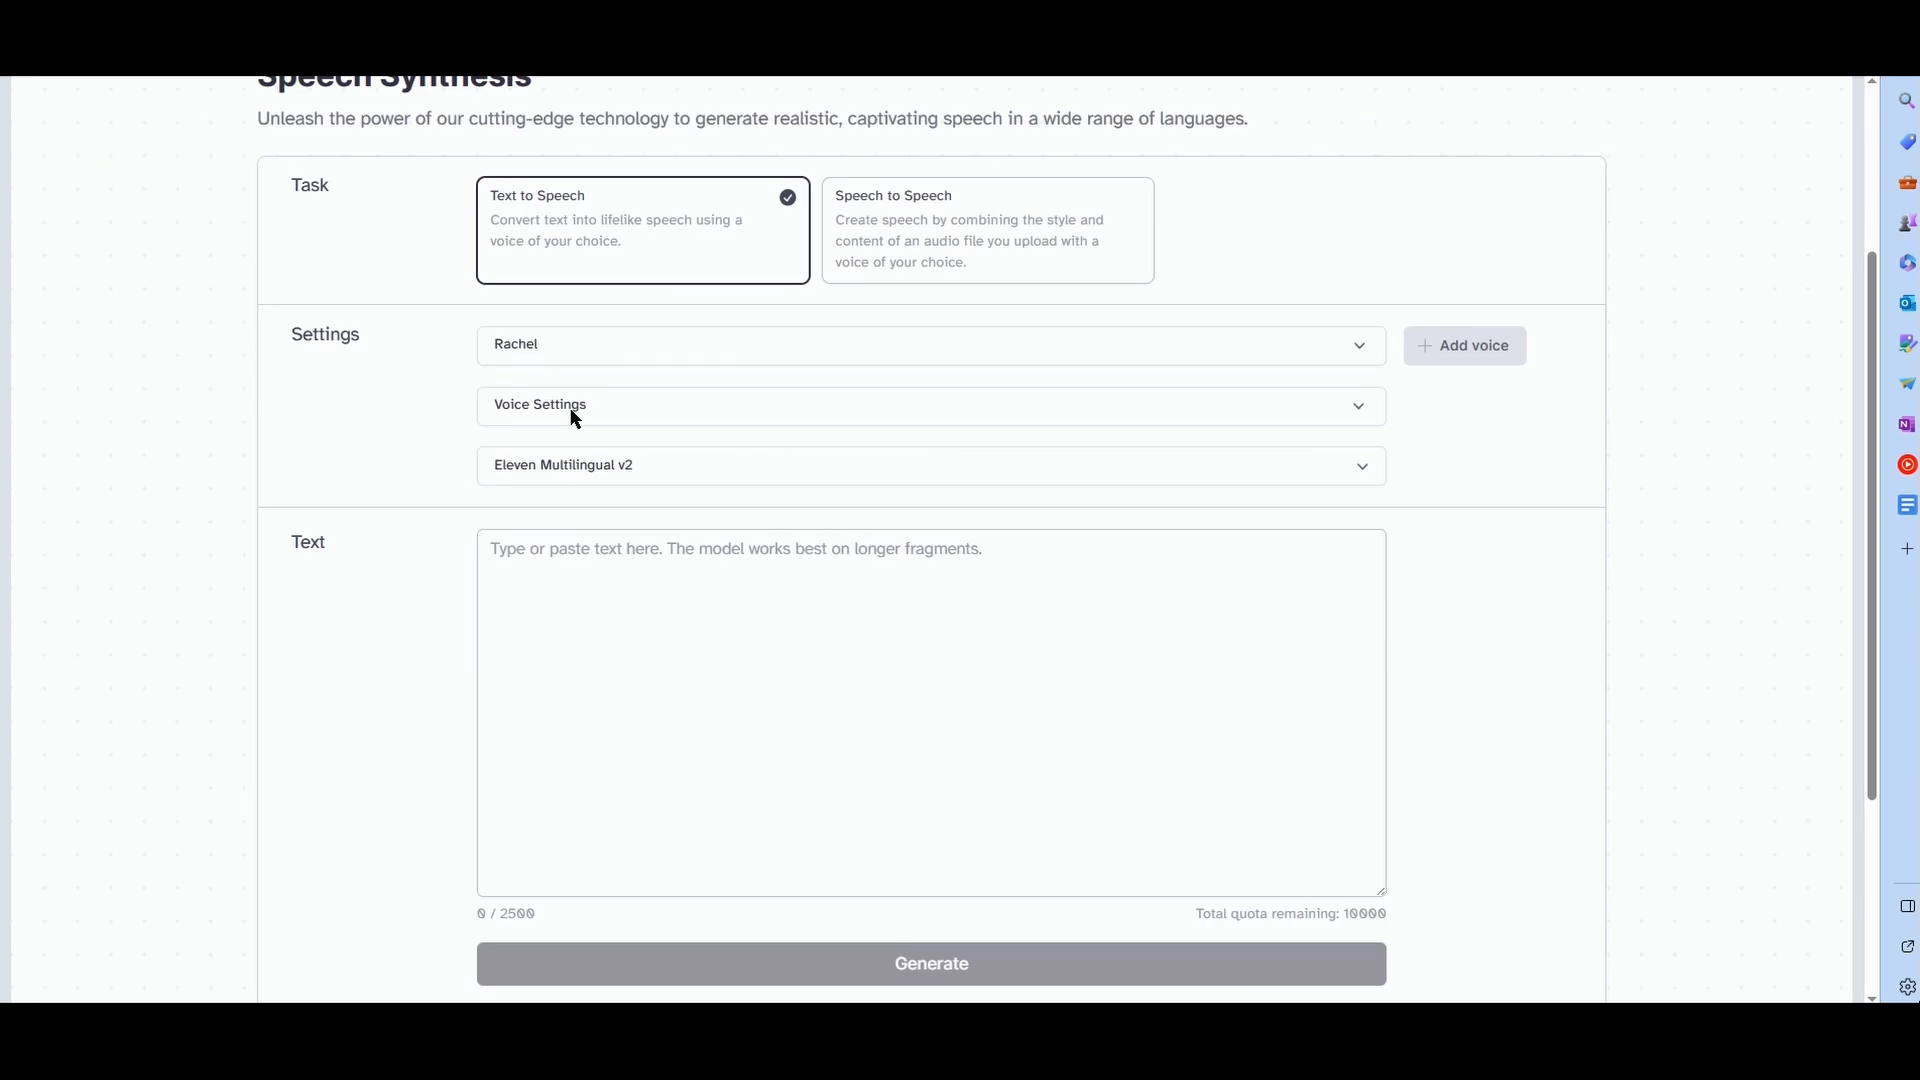 Speech Synthesis
Unleash the power of our cutting-edge technology to generate realistic, captivating speech in a wide range of languages.
Task
Text to Speech
Convert text into lifelike speech using a
voice of your choice.
Speech to Speech
Create speech by combining the style and
content of an audio file you upload with a
voice of your choice.
Settings
Rachel
Add voice
Voice Settings
Eleven Multilingual v2
Text
Type or paste text here. The model works best on longer fragments.
0 / 2500
Total quota remaining: 10000
Generate